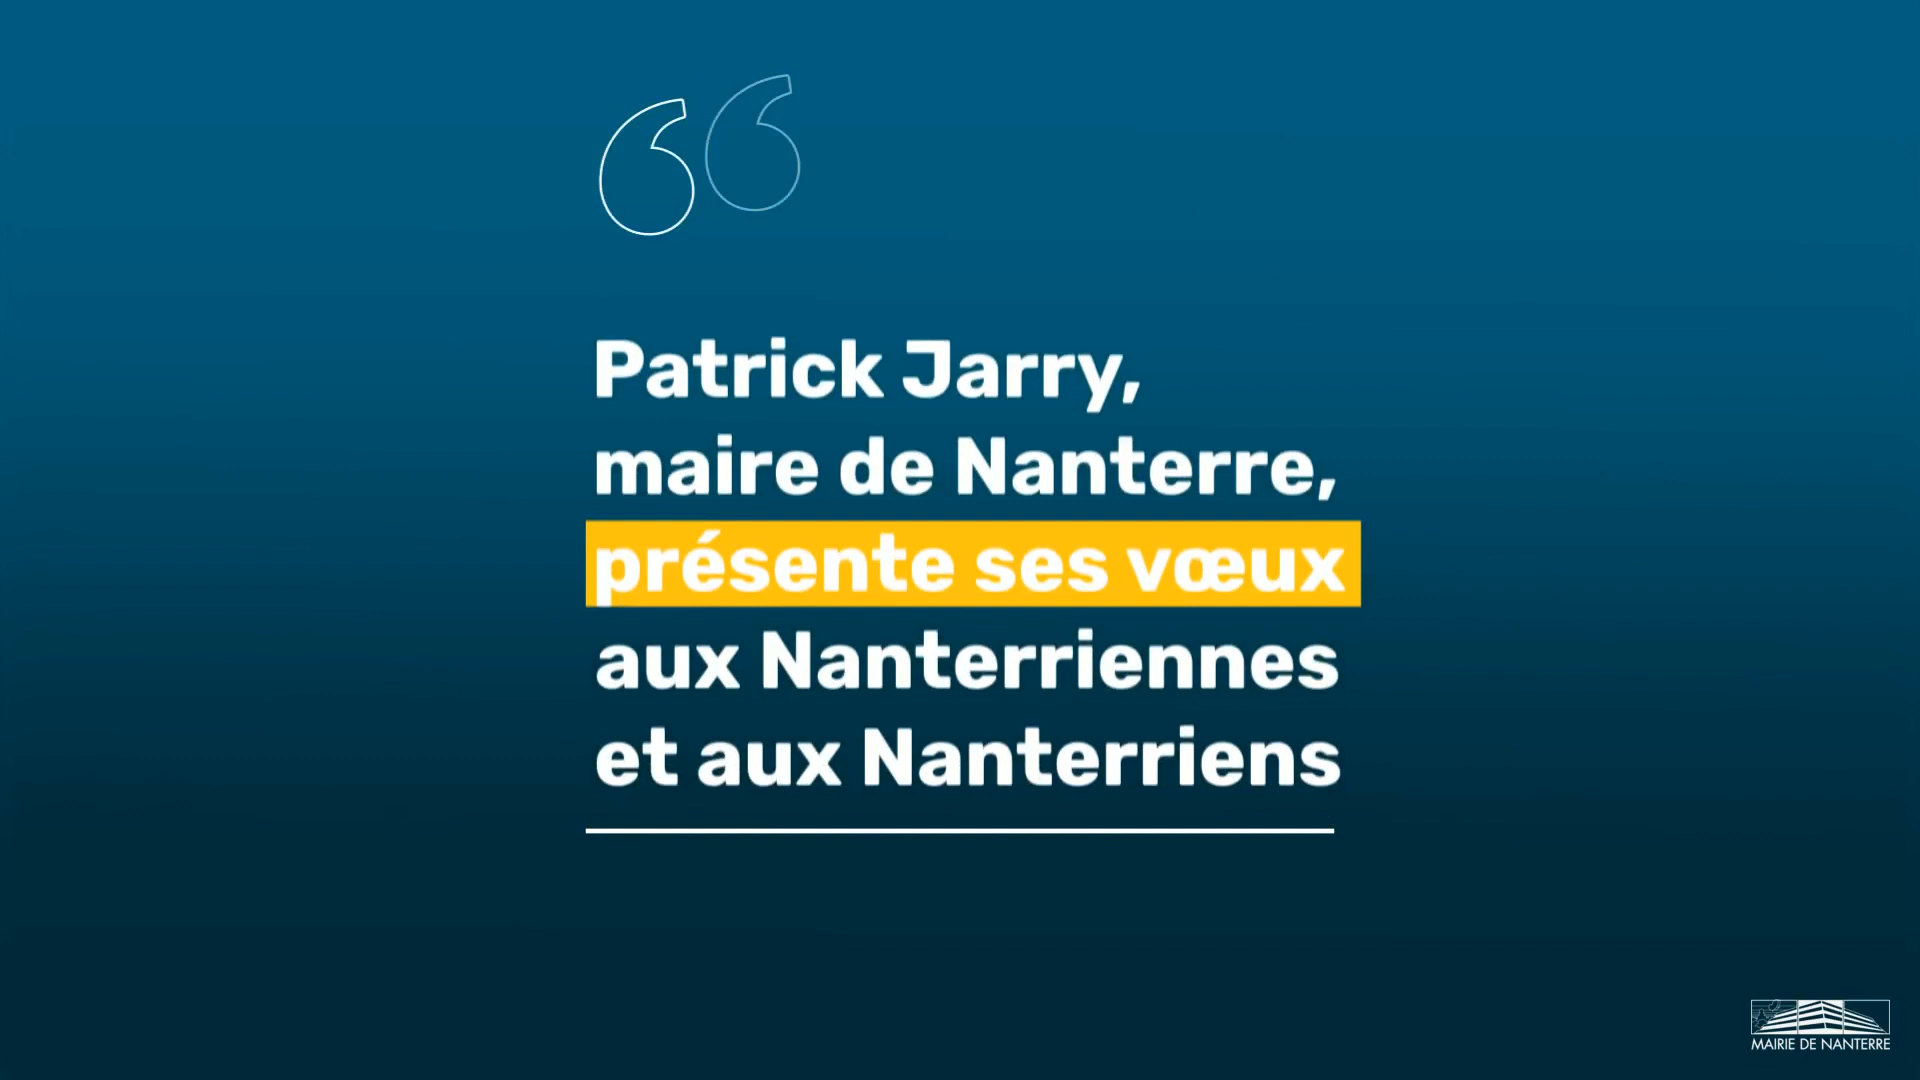 Patrick Jarry,
maire de Nanterre,
présente ses vœux
aux Nanterriennes
et aux Nanterriens
MAIRIE DE NANTERRE